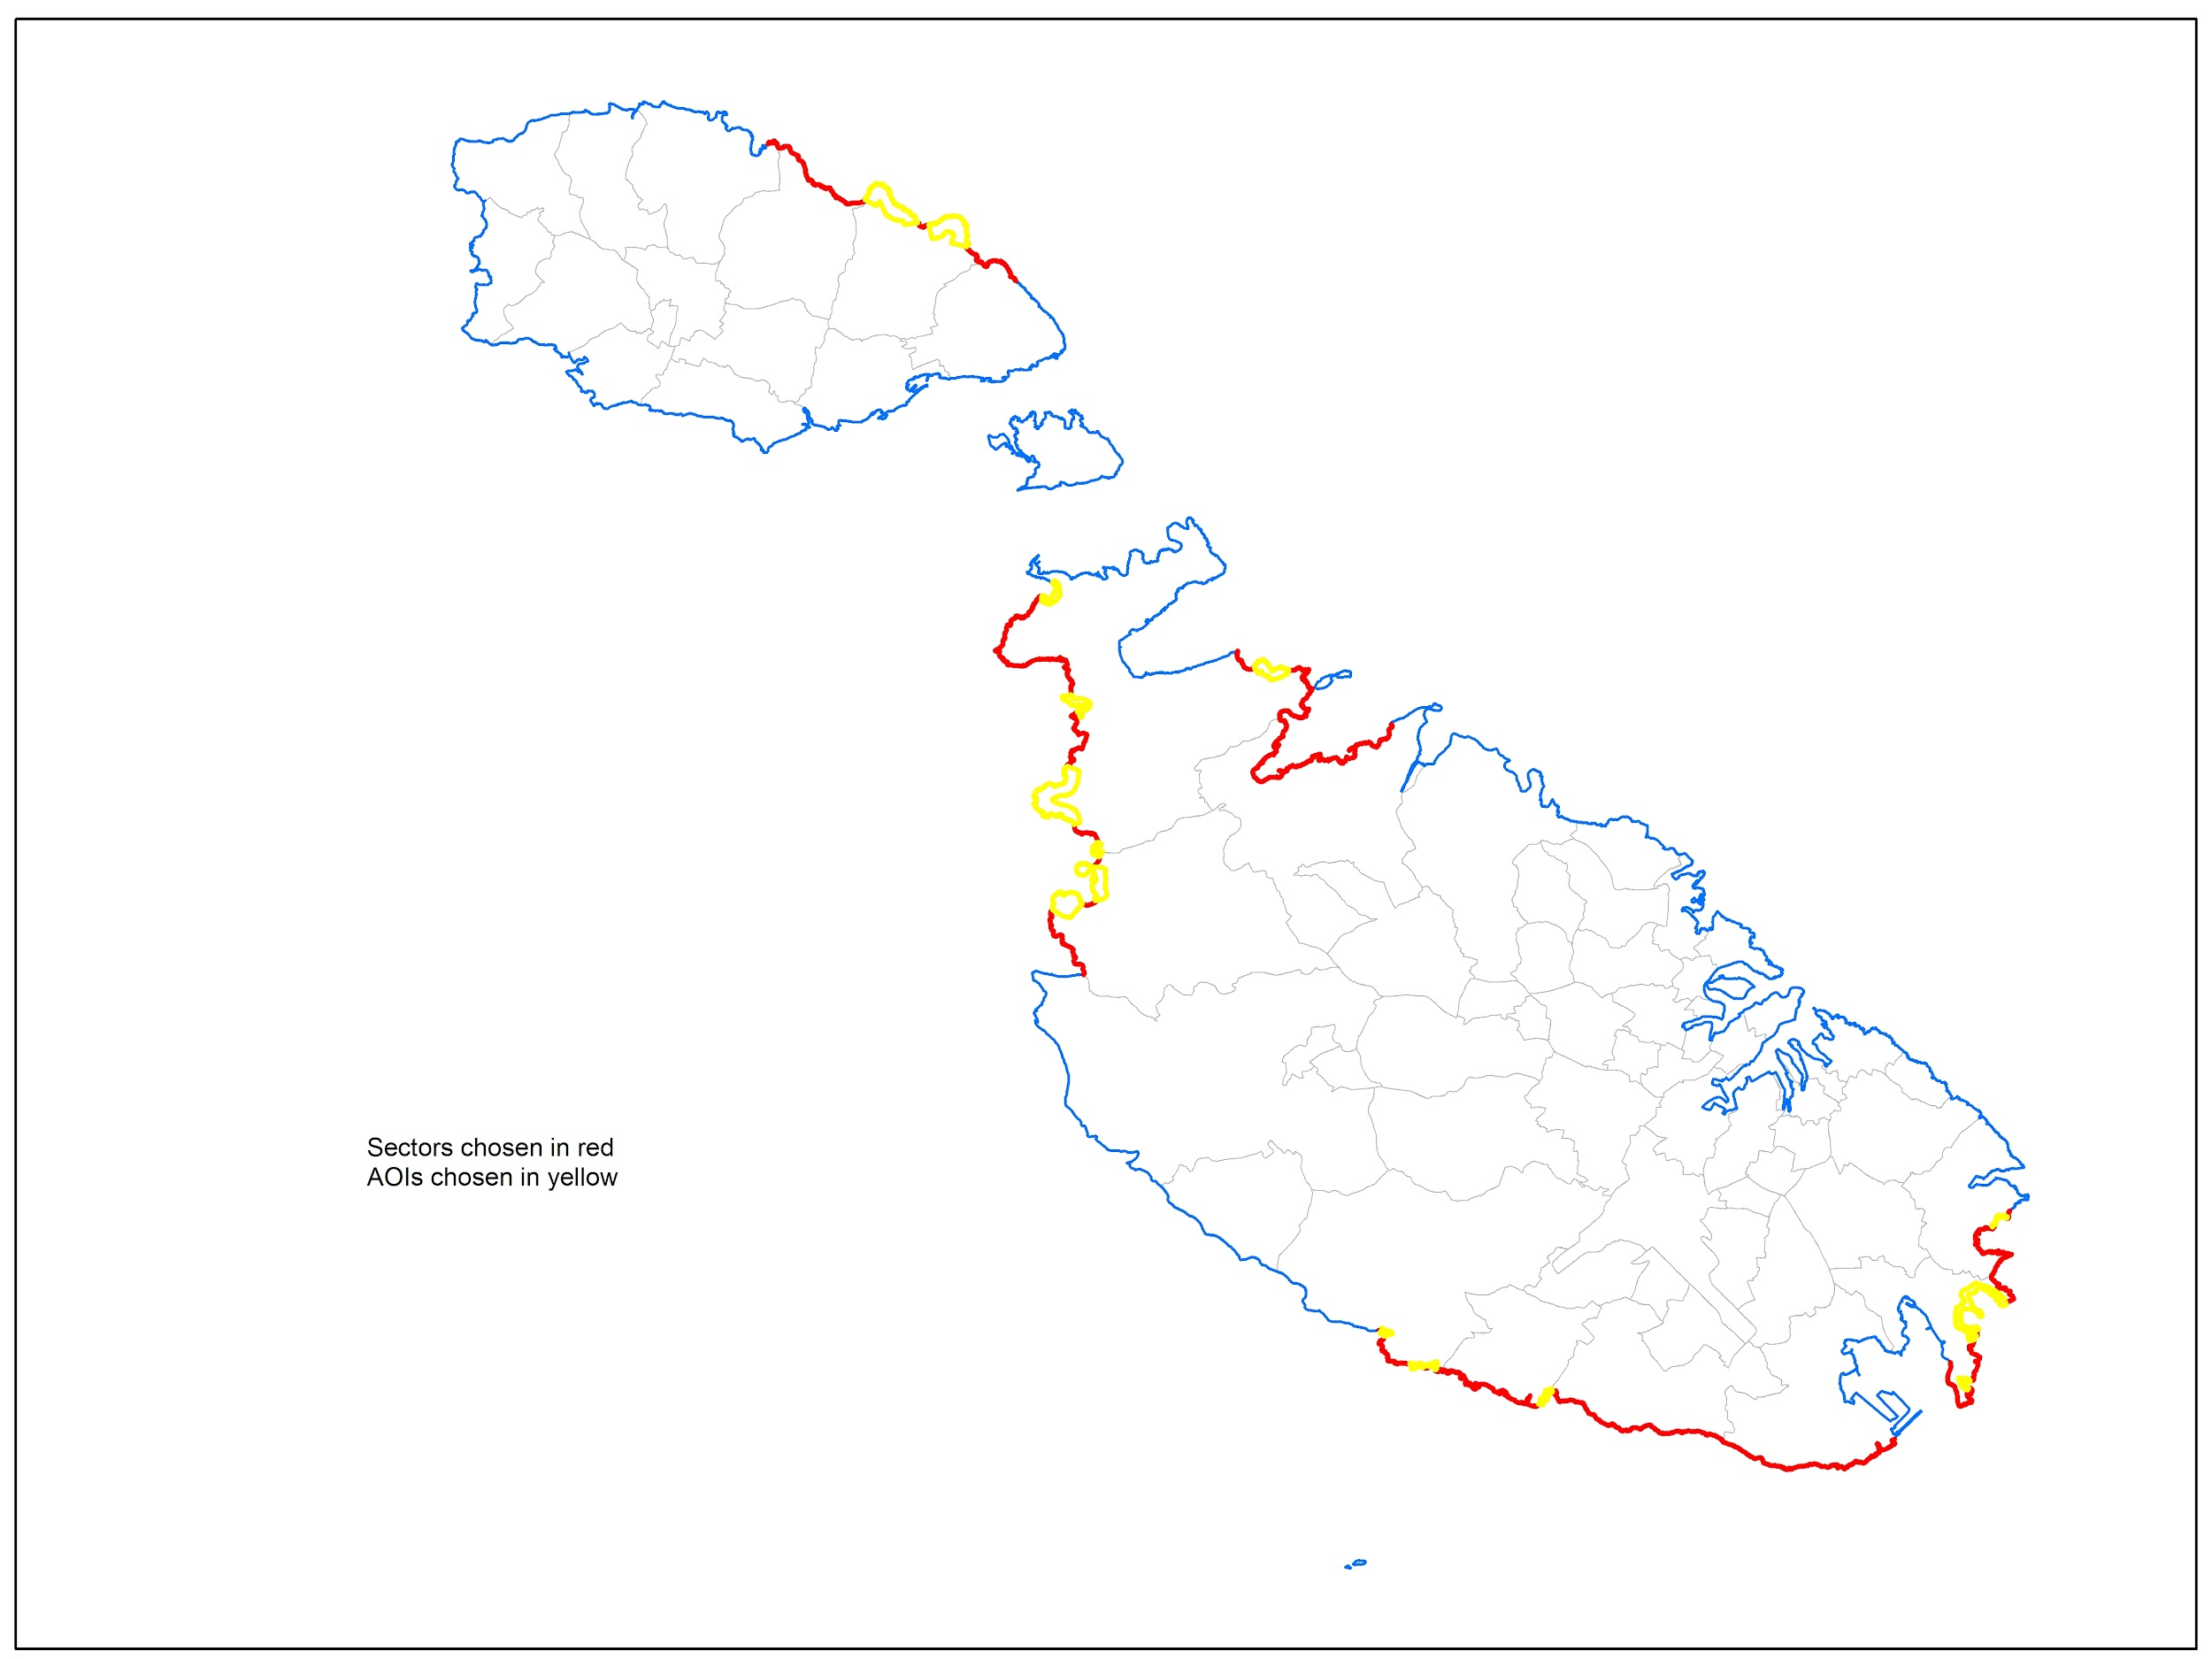 Sectors chosen in red
AOIs chosen in yellow